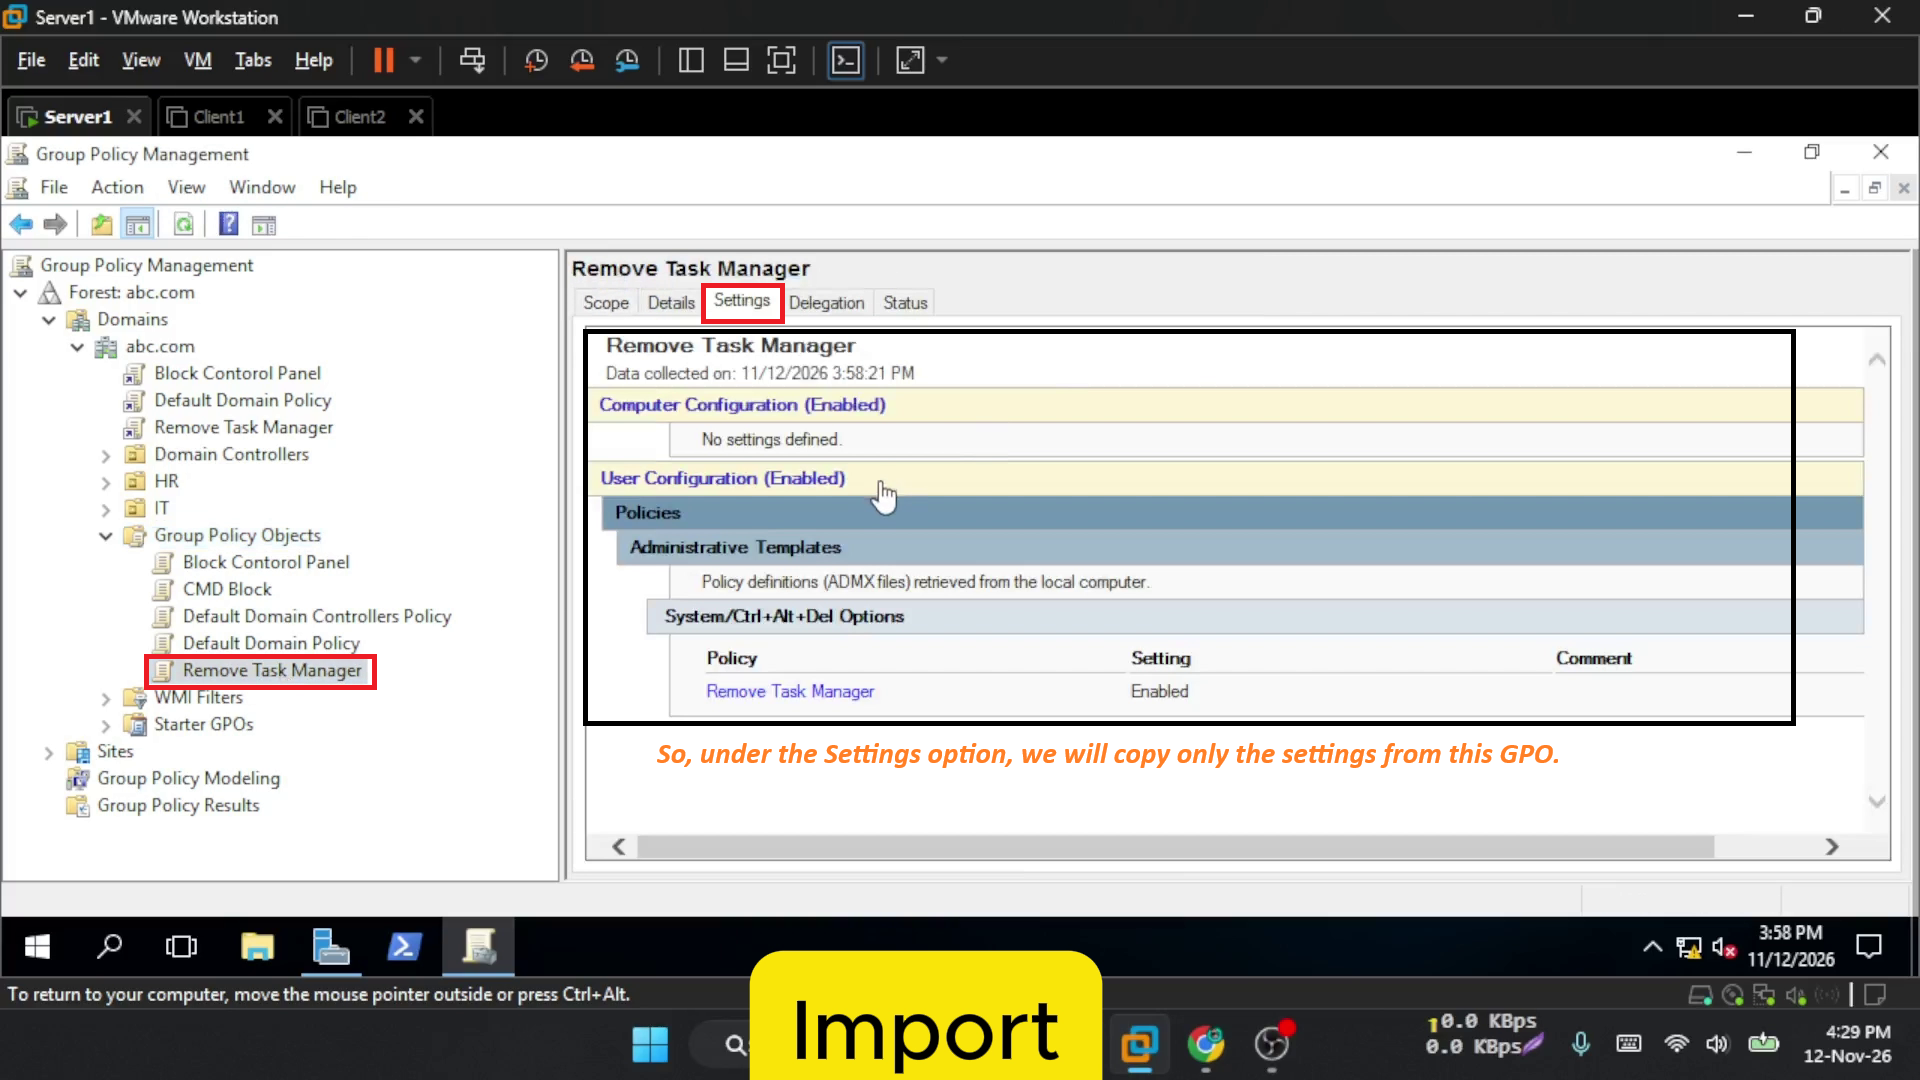 Server1 - VMware Workstation
File Edit View VM Tabs Help
Server1 Client1 Client2
Group Policy Management
File Action View Window Help
Group Policy Management
Forest: abc.com
Domains
abc.com
Block Contorol Panel
Default Domain Policy
Remove Task Manager
Domain Controllers
HR
IT
Group Policy Objects
Block Contorol Panel
CMD Block
Default Domain Controllers Policy
Default Domain Policy
Remove Task Manager
WMI Filters
Starter GPOs
Sites
Group Policy Modeling
Group Policy Results
Remove Task Manager
Scope Details Settings Delegation Status
Remove Task Manager
Data collected on: 11/12/2026 3:58:21 PM
Computer Configuration (Enabled)
No settings defined.
User Configuration (Enabled)
Policies
Administrative Templates
Policy definitions (ADMX files) retrieved from the local computer.
System/Ctrl+Alt+Del Options
Policy Setting Comment
Remove Task Manager Enabled
So, under the Settings option, we will copy only the settings from this GPO.
3:58 PM
11/12/2026
To return to your computer, move the mouse pointer outside or press Ctrl+Alt.
Import
0.0 KBps
0.0 KBps
4:29 PM
12-Nov-26